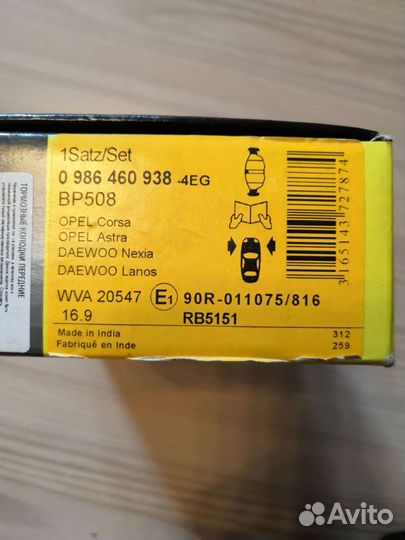 1Satz/Set
0 986 460 938 -4EG
BP508
OPEL Corsa
OPEL Astra
DAEWOO Nexia
DAEWOO Lanos
WVA 20547 E1 90R-011075/816
16.9 RB5151
Made in India 312
Fabriqué en Inde 259
3165143727874
ТОРМОЗНЫЕ КОЛОДКИ ПЕРЕДНИЕ
Avito